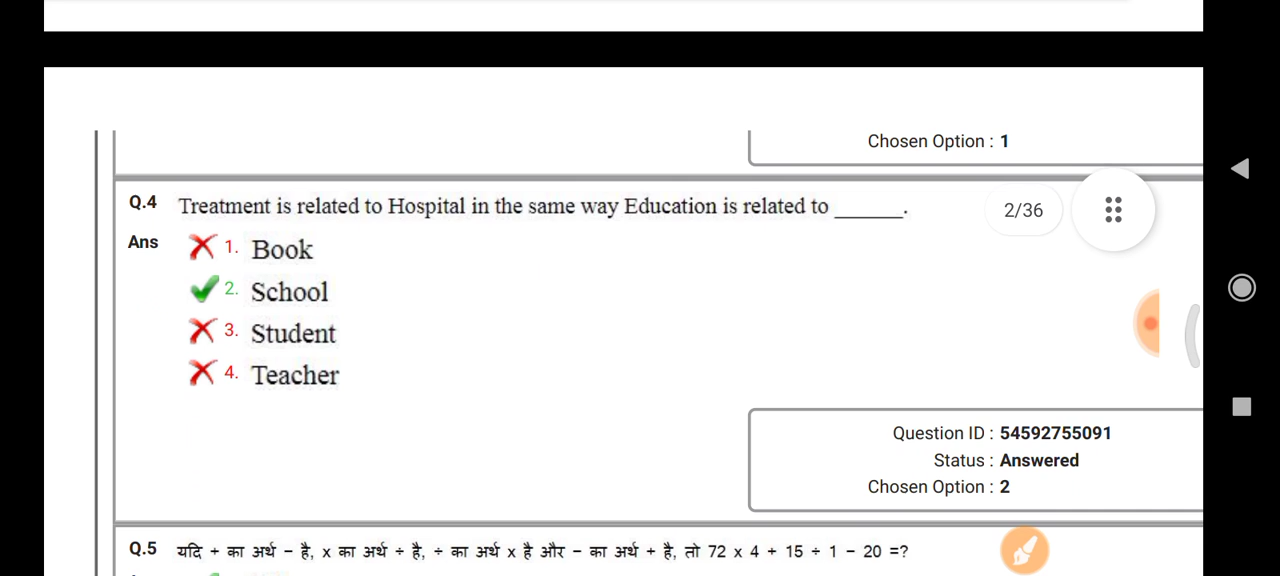 Chosen Option : 1
Q.4 Treatment is related to Hospital in the same way Education is related to ______.
2/36
Ans 1. Book
2. School
3. Student
4. Teacher
Question ID : 54592755091
Status : Answered
Chosen Option : 2
Q.5 यदि + का अर्थ − है, x का अर्थ ÷ है, ÷ का अर्थ x है और − का अर्थ + है, तो 72 x 4 + 15 ÷ 1 − 20 =?